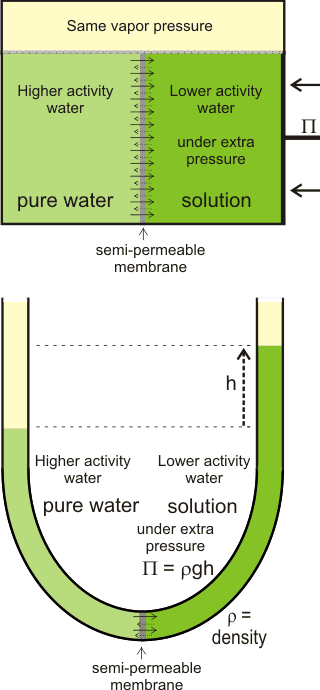 Same vapor pressure
Higher activity
water
Lower activity
water
under extra
pressure
Π
pure water
solution
semi-permeable
membrane
h
Higher activity
water
Lower activity
water
pure water
solution
under extra
pressure
Π = ρgh
ρ =
density
semi-permeable
membrane